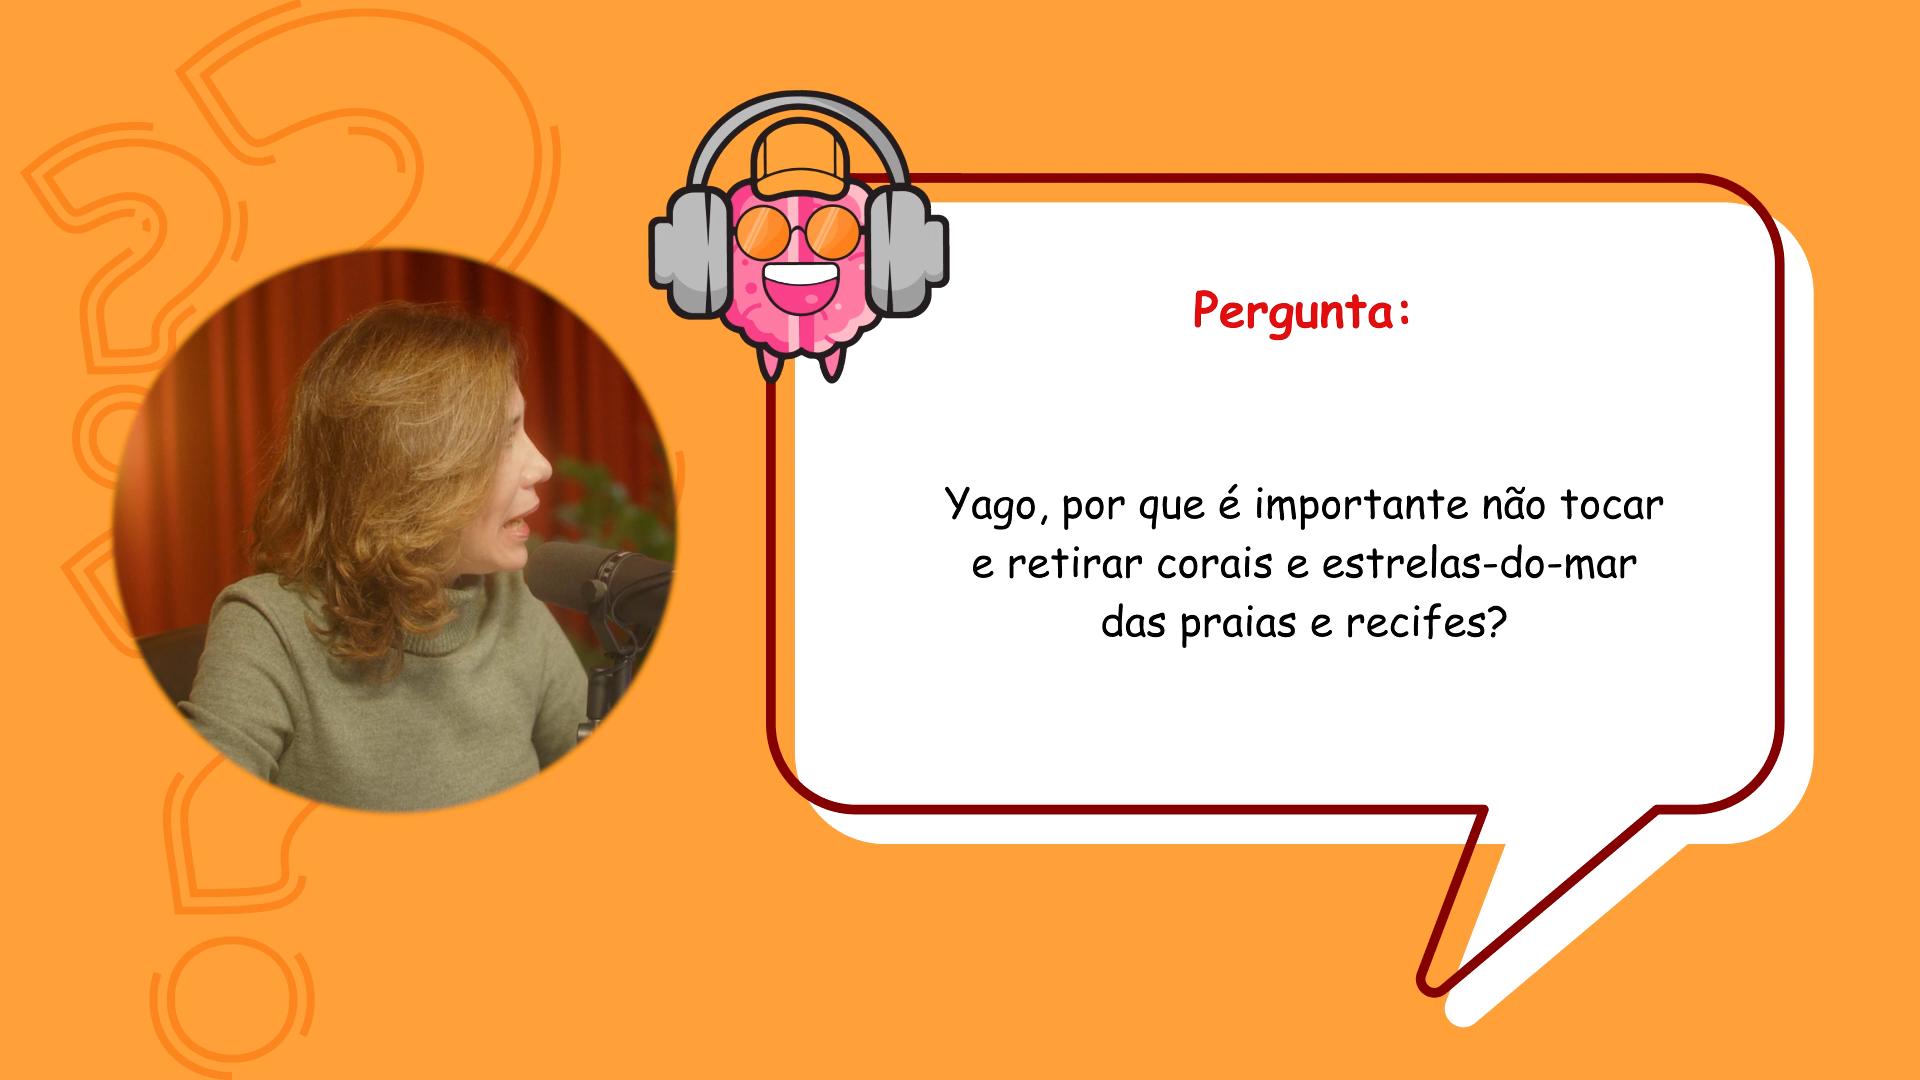 Pergunta:
Yago, por que é importante não tocar
e retirar corais e estrelas-do-mar
das praias e recifes?